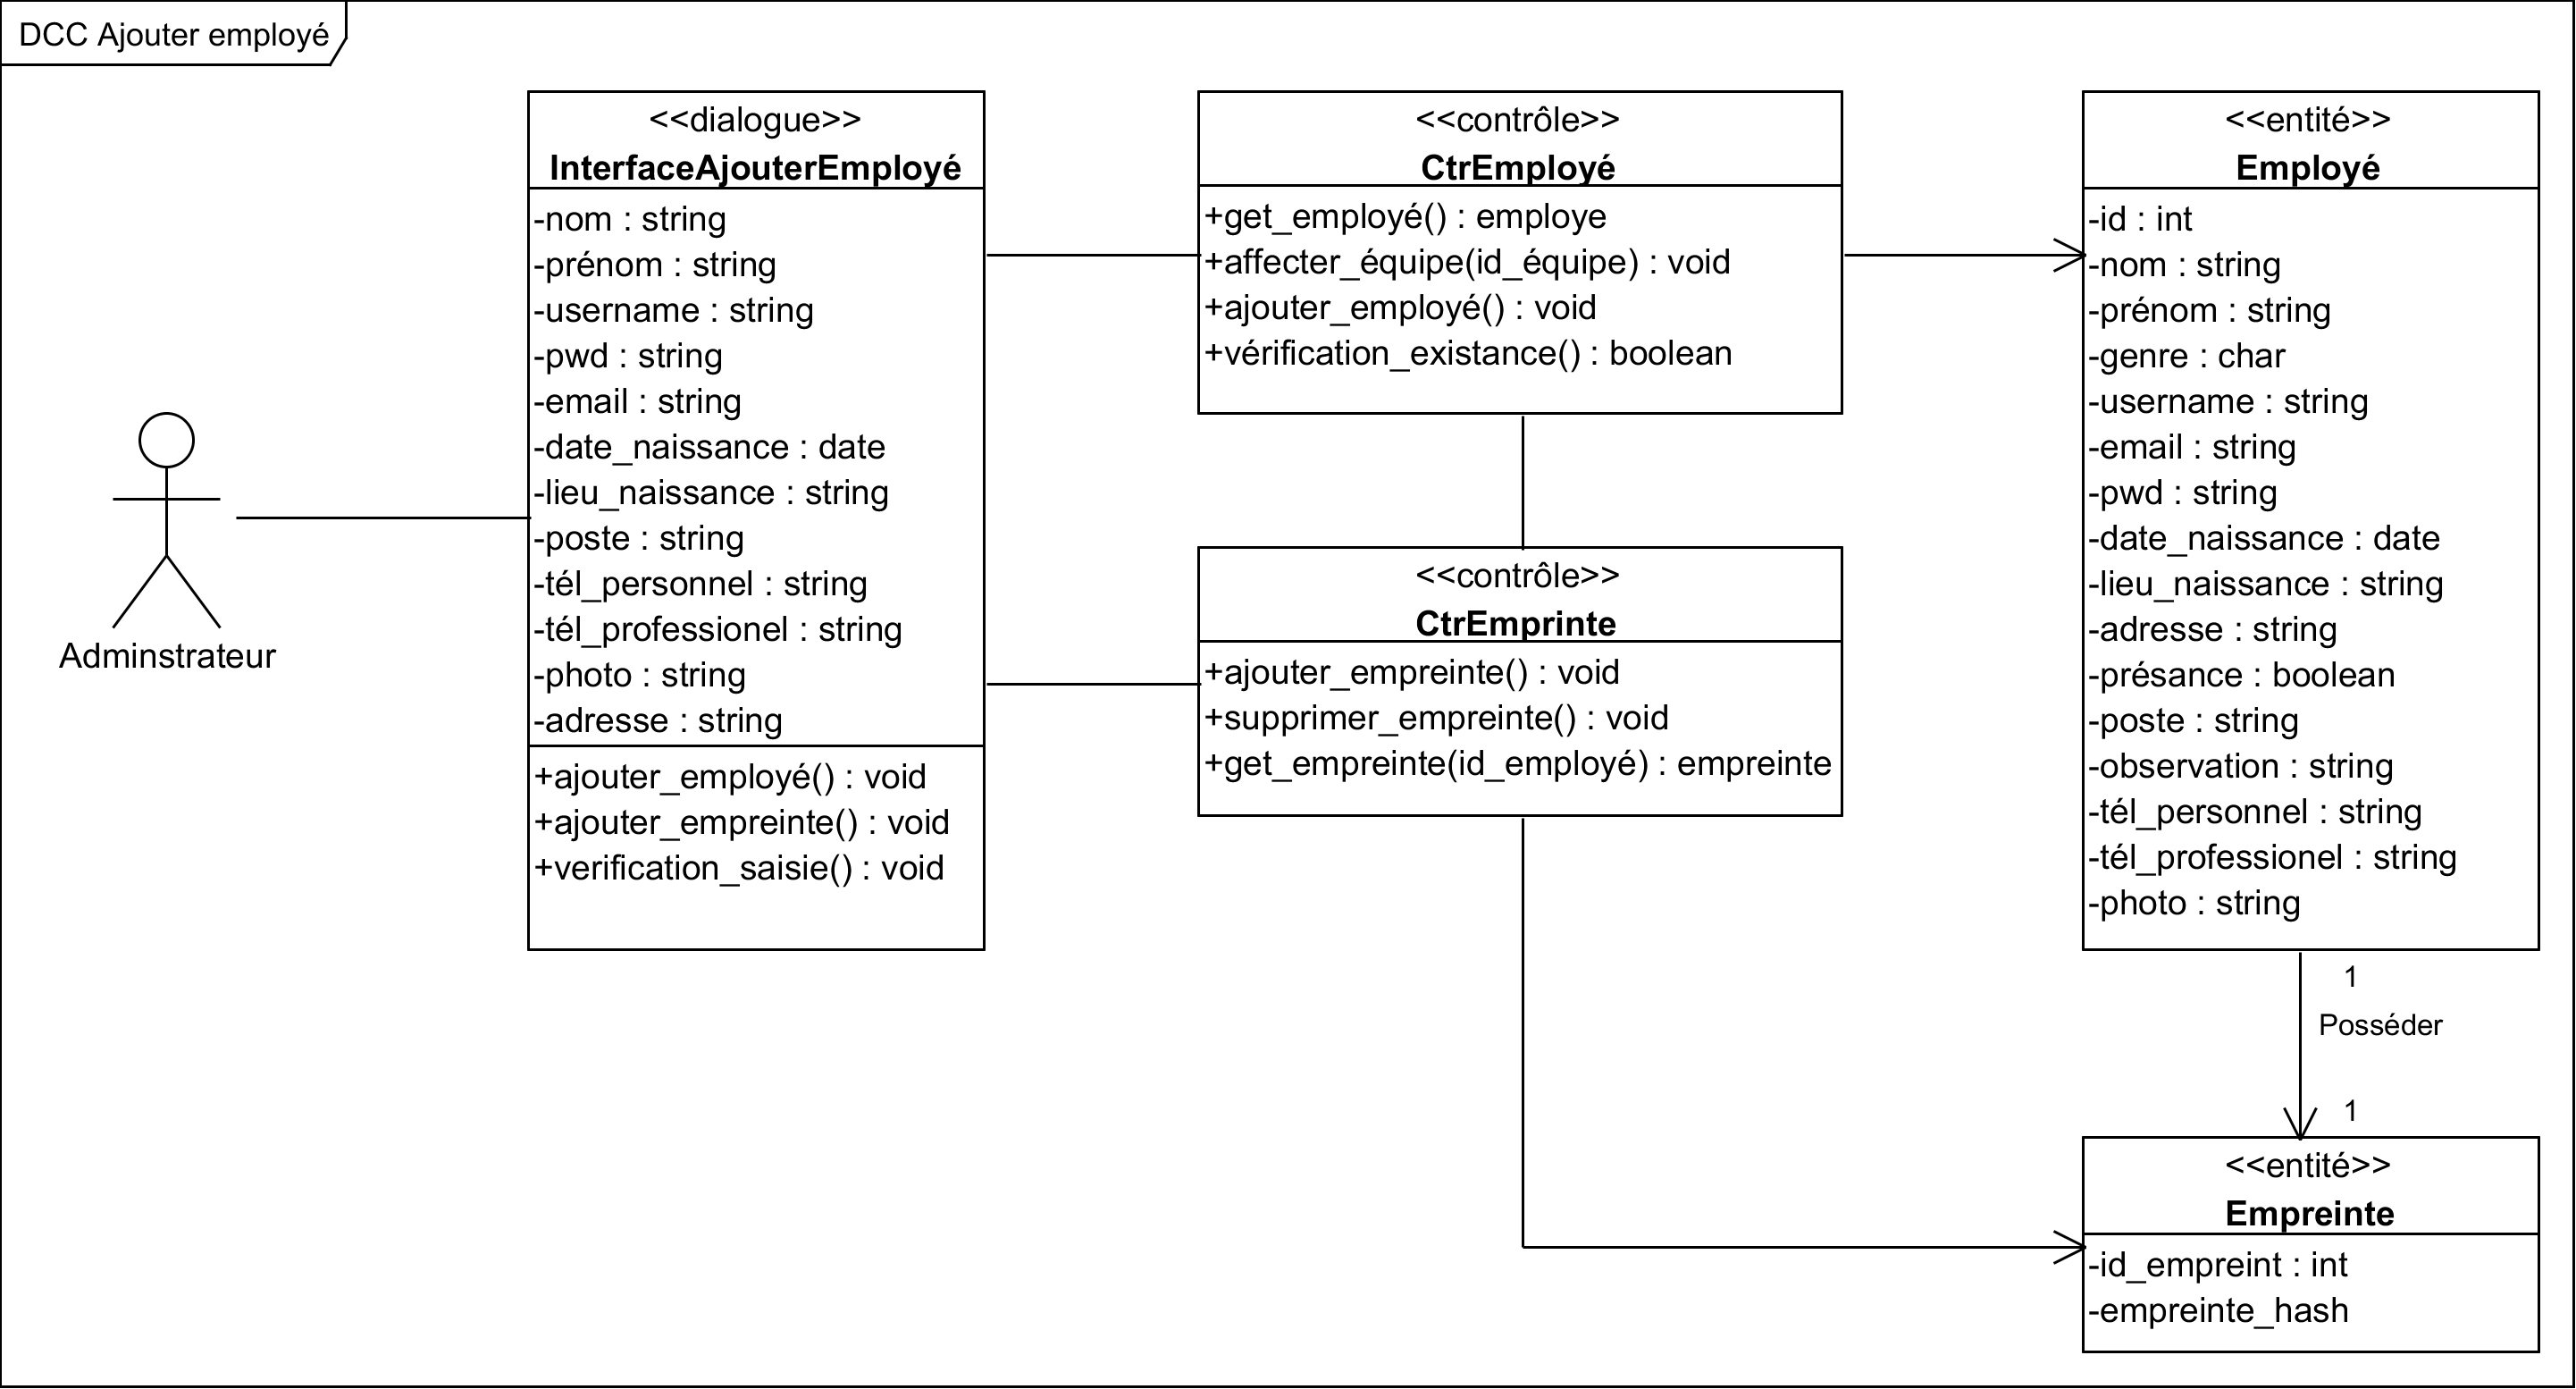 DCC Ajouter employé
Adminstrateur
<<dialogue>>
InterfaceAjouterEmployé
-nom : string
-prénom : string
-username : string
-pwd : string
-email : string
-date_naissance : date
-lieu_naissance : string
-poste : string
-tél_personnel : string
-tél_professionel : string
-photo : string
-adresse : string
+ajouter_employé() : void
+ajouter_empreinte() : void
+verification_saisie() : void
<<contrôle>>
CtrEmployé
+get_employé() : employe
+affecter_équipe(id_équipe) : void
+ajouter_employé() : void
+vérification_existance() : boolean
<<contrôle>>
CtrEmprinte
+ajouter_empreinte() : void
+supprimer_empreinte() : void
+get_empreinte(id_employé) : empreinte
<<entité>>
Employé
-id : int
-nom : string
-prénom : string
-genre : char
-username : string
-email : string
-pwd : string
-date_naissance : date
-lieu_naissance : string
-adresse : string
-présance : boolean
-poste : string
-observation : string
-tél_personnel : string
-tél_professionel : string
-photo : string
1
Posséder
1
<<entité>>
Empreinte
-id_empreint : int
-empreinte_hash